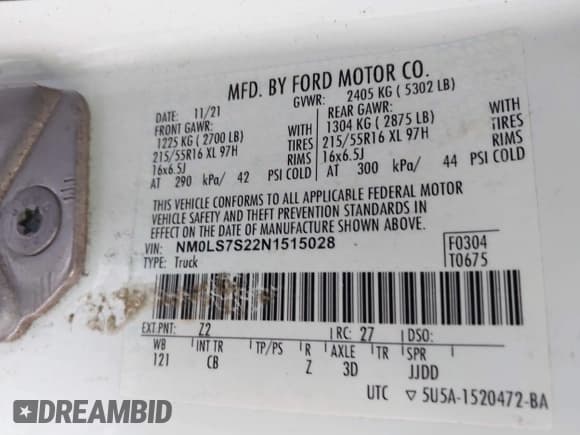 MFD. BY FORD MOTOR CO.
DATE: 11/21
GVWR: 2405 KG ( 5302 LB)
FRONT GAWR:
1225 KG ( 2700 LB) WITH
215/55R16 XL 97H TIRES
16x6.5J RIMS
AT 290 kPa/ 42 PSI COLD
REAR GAWR:
1304 KG ( 2875 LB) WITH
215/55R16 XL 97H TIRES
16x6.5J RIMS
AT 300 kPa/ 44 PSI COLD
THIS VEHICLE CONFORMS TO ALL APPLICABLE FEDERAL MOTOR
VEHICLE SAFETY AND THEFT PREVENTION STANDARDS IN
EFFECT ON THE DATE OF MANUFACTURE SHOWN ABOVE.
VIN: NM0LS7S22N1515028
TYPE: Truck
F0304
T0675
EXT.PNT: Z2 RC: 27 DSO:
WB INT TR TP/PS R AXLE TR SPR
121 CB Z 3D JJDD
UTC ▽ 5U5A-1520472-BA
DREAMBID